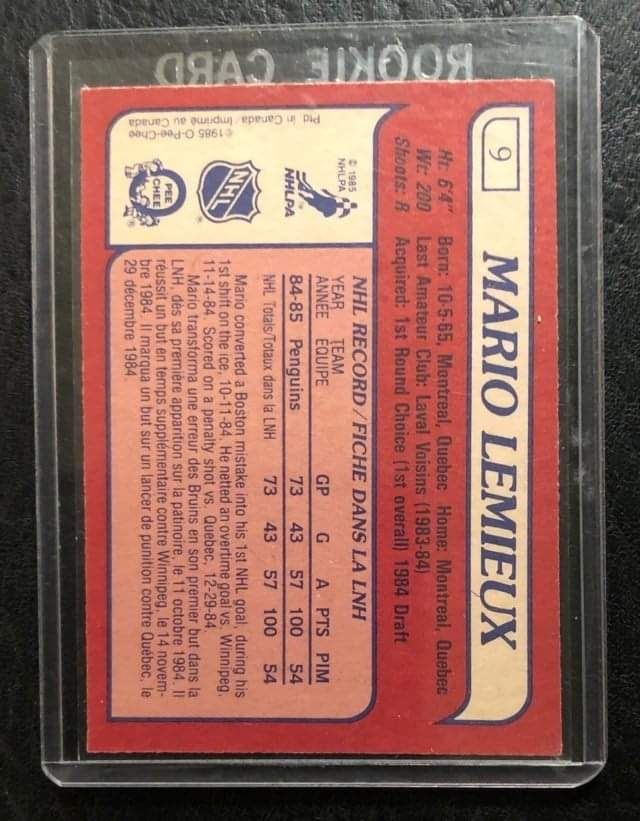 ROOKIE CARD
9
MARIO LEMIEUX
Ht: 6'4" Born: 10-5-65, Montreal, Quebec Home: Montreal, Quebec
Wt: 200 Last Amateur Club: Laval Voisins (1983-84)
Shoots: R Acquired: 1st Round Choice (1st overall) 1984 Draft
© 1985
NHLPA
NHLPA
NHL
O
PEE
CHEE
© 1985 O-Pee-Chee
Ptd in Canada/Imprimé au Canada
NHL RECORD/FICHE DANS LA LNH
YEAR TEAM
ANNÉE ÉQUIPE GP G A PTS PIM
84-85 Penguins 73 43 57 100 54
NHL Totals/Totaux dans la LNH 73 43 57 100 54
Mario converted a Boston mistake into his 1st NHL goal, during his
1st shift on the ice, 10-11-84. He netted an overtime goal vs. Winnipeg,
11-14-84. Scored on a penalty shot vs. Quebec, 12-29-84.
Mario transforma une erreur des Bruins en son premier but dans la
LNH, dès sa première apparition sur la patinoire, le 11 octobre 1984. Il
réussit un but en temps supplémentaire contre Winnipeg, le 14 novem-
bre 1984. Il marqua un but sur un lancer de punition contre Québec, le
29 décembre 1984.